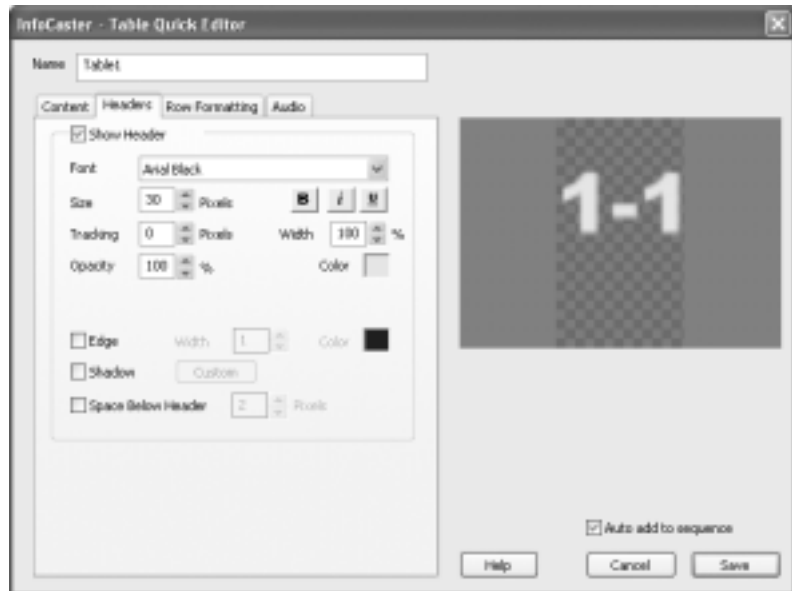 InfoCaster - Table Quick Editor
Name Table1
Content Headers Row Formatting Audio
Show Header
Font Arial Black
Size 30 Pixels B I U
Tracking 0 Pixels Width 100 %
Opacity 100 % Color
Edge Width 1 Color
Shadow Custom
Space Below Header 2 Pixels
1-1
Auto add to sequence
Help Cancel Save